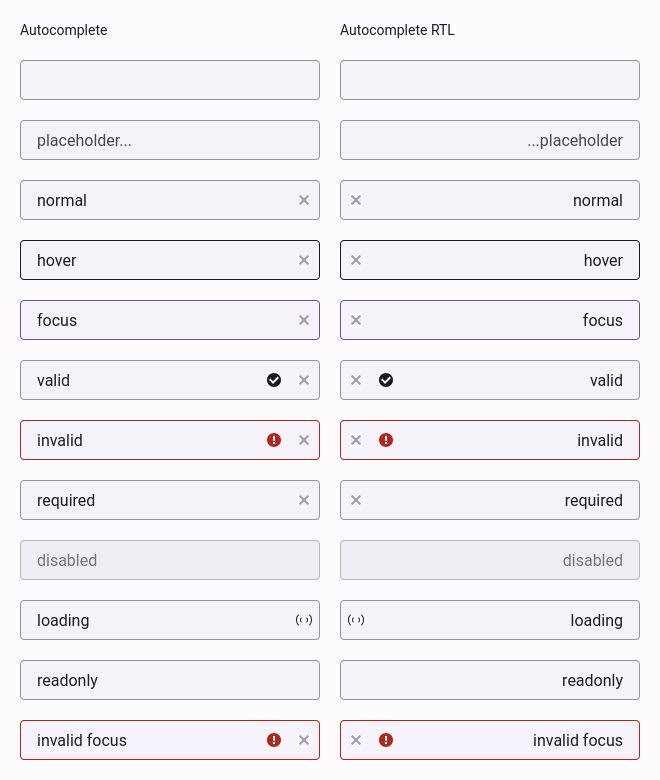 Autocomplete
Autocomplete RTL
placeholder...
...placeholder
normal
normal
hover
hover
focus
focus
valid
valid
invalid
invalid
required
required
disabled
disabled
loading
loading
readonly
readonly
invalid focus
invalid focus